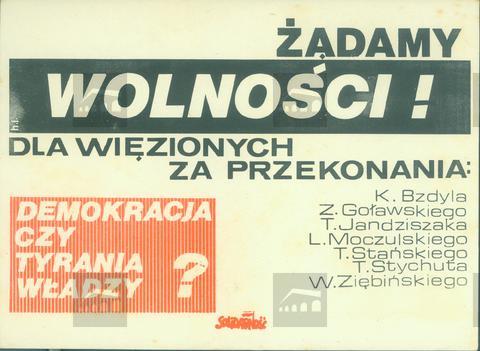 ŻĄDAMY
WOLNOŚCI !
DLA WIĘZIONYCH
ZA PRZEKONANIA:
K. Bzdyla
Z. Goławskiego
T. Jandziszaka
L. Moczulskiego
T. Stańskiego
T. Stychuta
W. Ziębińskiego
DEMOKRACJA
CZY
TYRANIA
WŁADZY ?
SOLIDARNOŚĆ